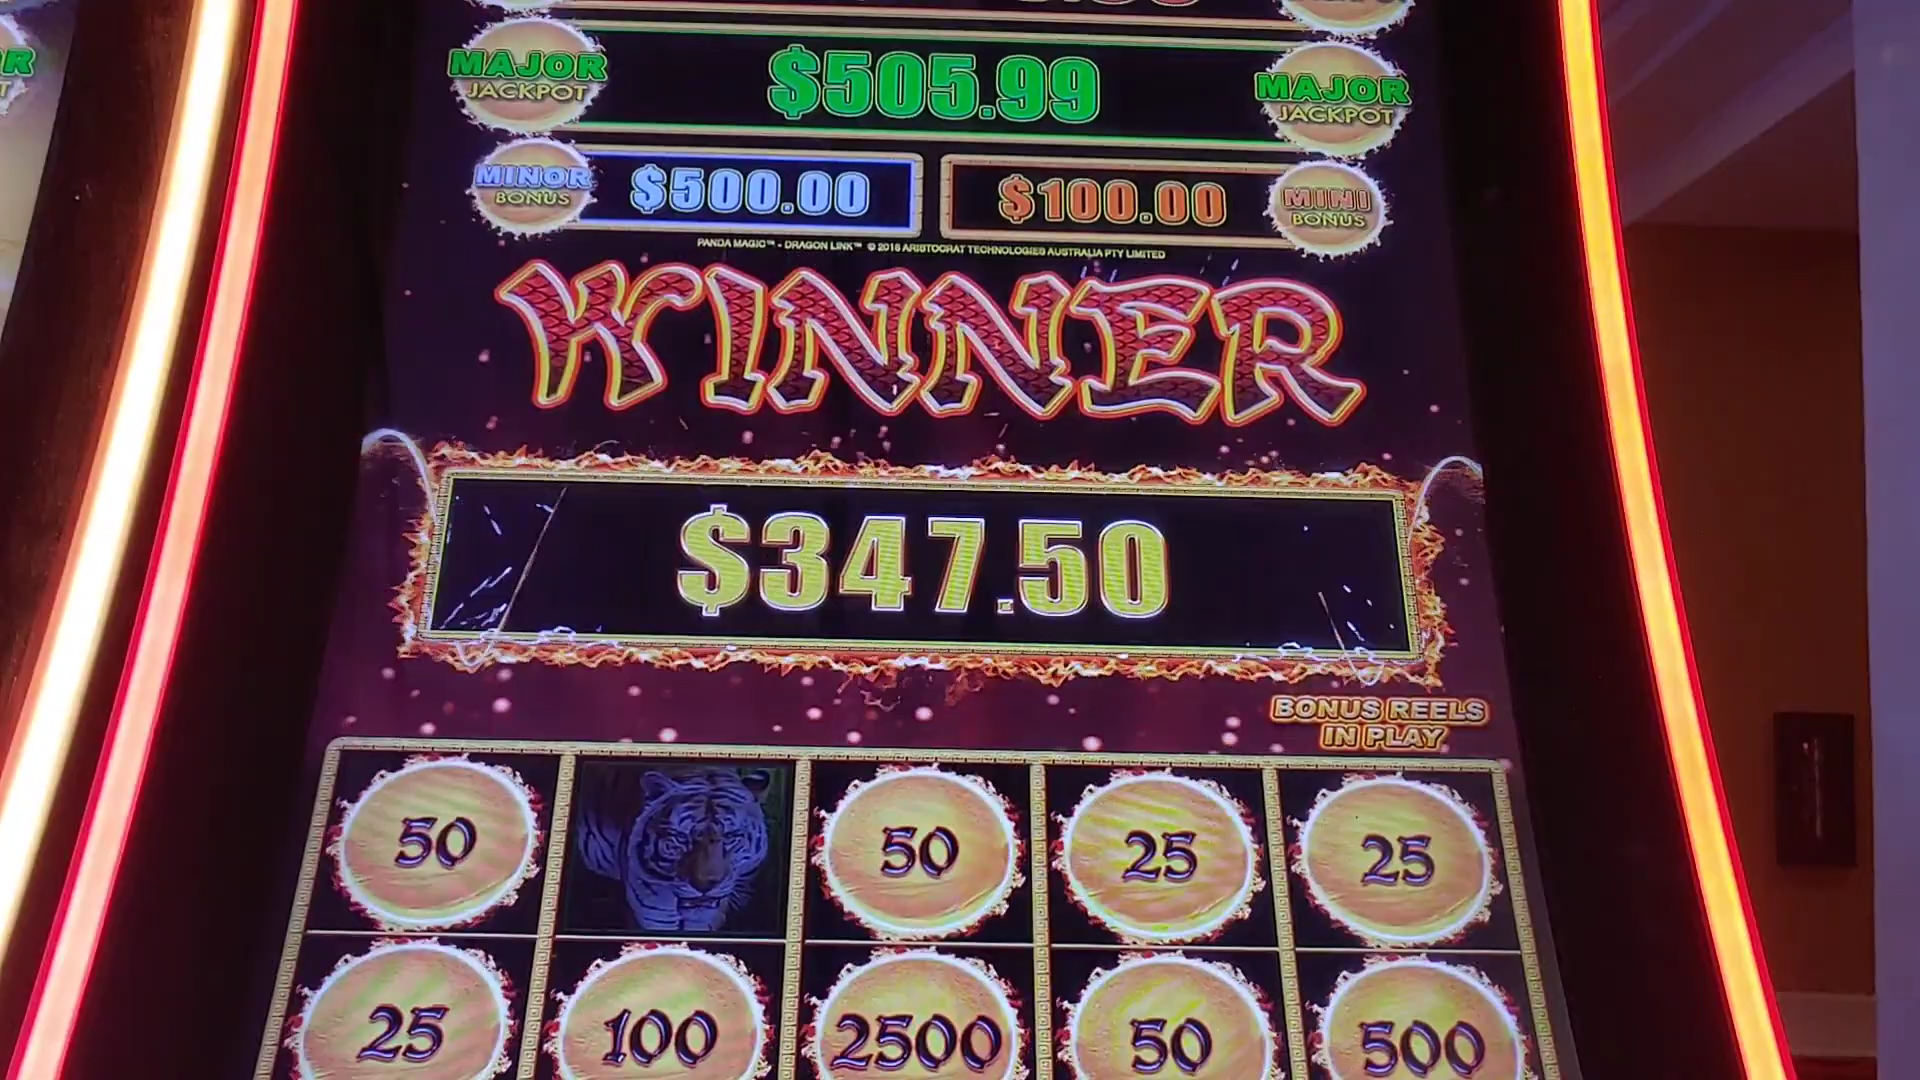 MAJOR
JACKPOT
$505.99
MAJOR
JACKPOT
MINOR
BONUS
$500.00
$100.00
MINI
BONUS
PANDA MAGIC™ - DRAGON LINK™ © 2016 ARISTOCRAT TECHNOLOGIES AUSTRALIA PTY LIMITED
WINNER
$347.50
BONUS REELS
IN PLAY
50
50
25
25
25
100
2500
50
500